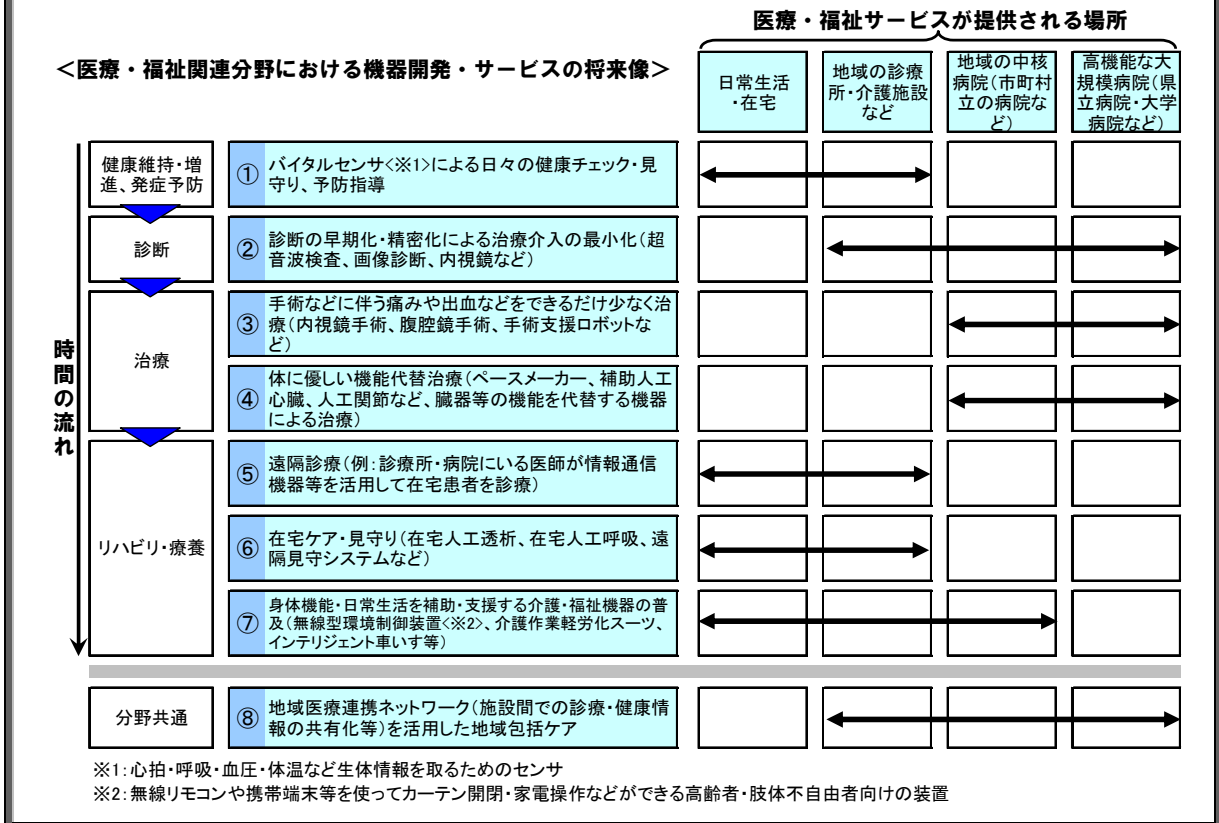 医療・福祉サービスが提供される場所
＜医療・福祉関連分野における機器開発・サービスの将来像＞
日常生活
・在宅
地域の診療
所・介護施設
など
地域の中核
病院（市町村
立の病院な
ど）
高機能な大
規模病院（県
立病院・大学
病院など）
時間の流れ
健康維持・増
進、発症予防
① バイタルセンサ<※1>による日々の健康チェック・見
守り、予防指導
診断
② 診断の早期化・精密化による治療介入の最小化（超
音波検査、画像診断、内視鏡など）
治療
③ 手術などに伴う痛みや出血などをできるだけ少なく治
療（内視鏡手術、腹腔鏡手術、手術支援ロボットな
ど）
④ 体に優しい機能代替治療（ペースメーカー、補助人工
心臓、人工関節など、臓器等の機能を代替する機器
による治療）
リハビリ・療養
⑤ 遠隔診療（例：診療所・病院にいる医師が情報通信
機器等を活用して在宅患者を診療）
⑥ 在宅ケア・見守り（在宅人工透析、在宅人工呼吸、遠
隔見守システムなど）
⑦ 身体機能・日常生活を補助・支援する介護・福祉機器の普
及（無線型環境制御装置<※2>、介護作業軽労化スーツ、
インテリジェント車いす等）
分野共通
⑧ 地域医療連携ネットワーク（施設間での診療・健康情
報の共有化等）を活用した地域包括ケア
※1：心拍・呼吸・血圧・体温など生体情報を取るためのセンサ
※2：無線リモコンや携帯端末等を使ってカーテン開閉・家電操作などができる高齢者・肢体不自由者向けの装置